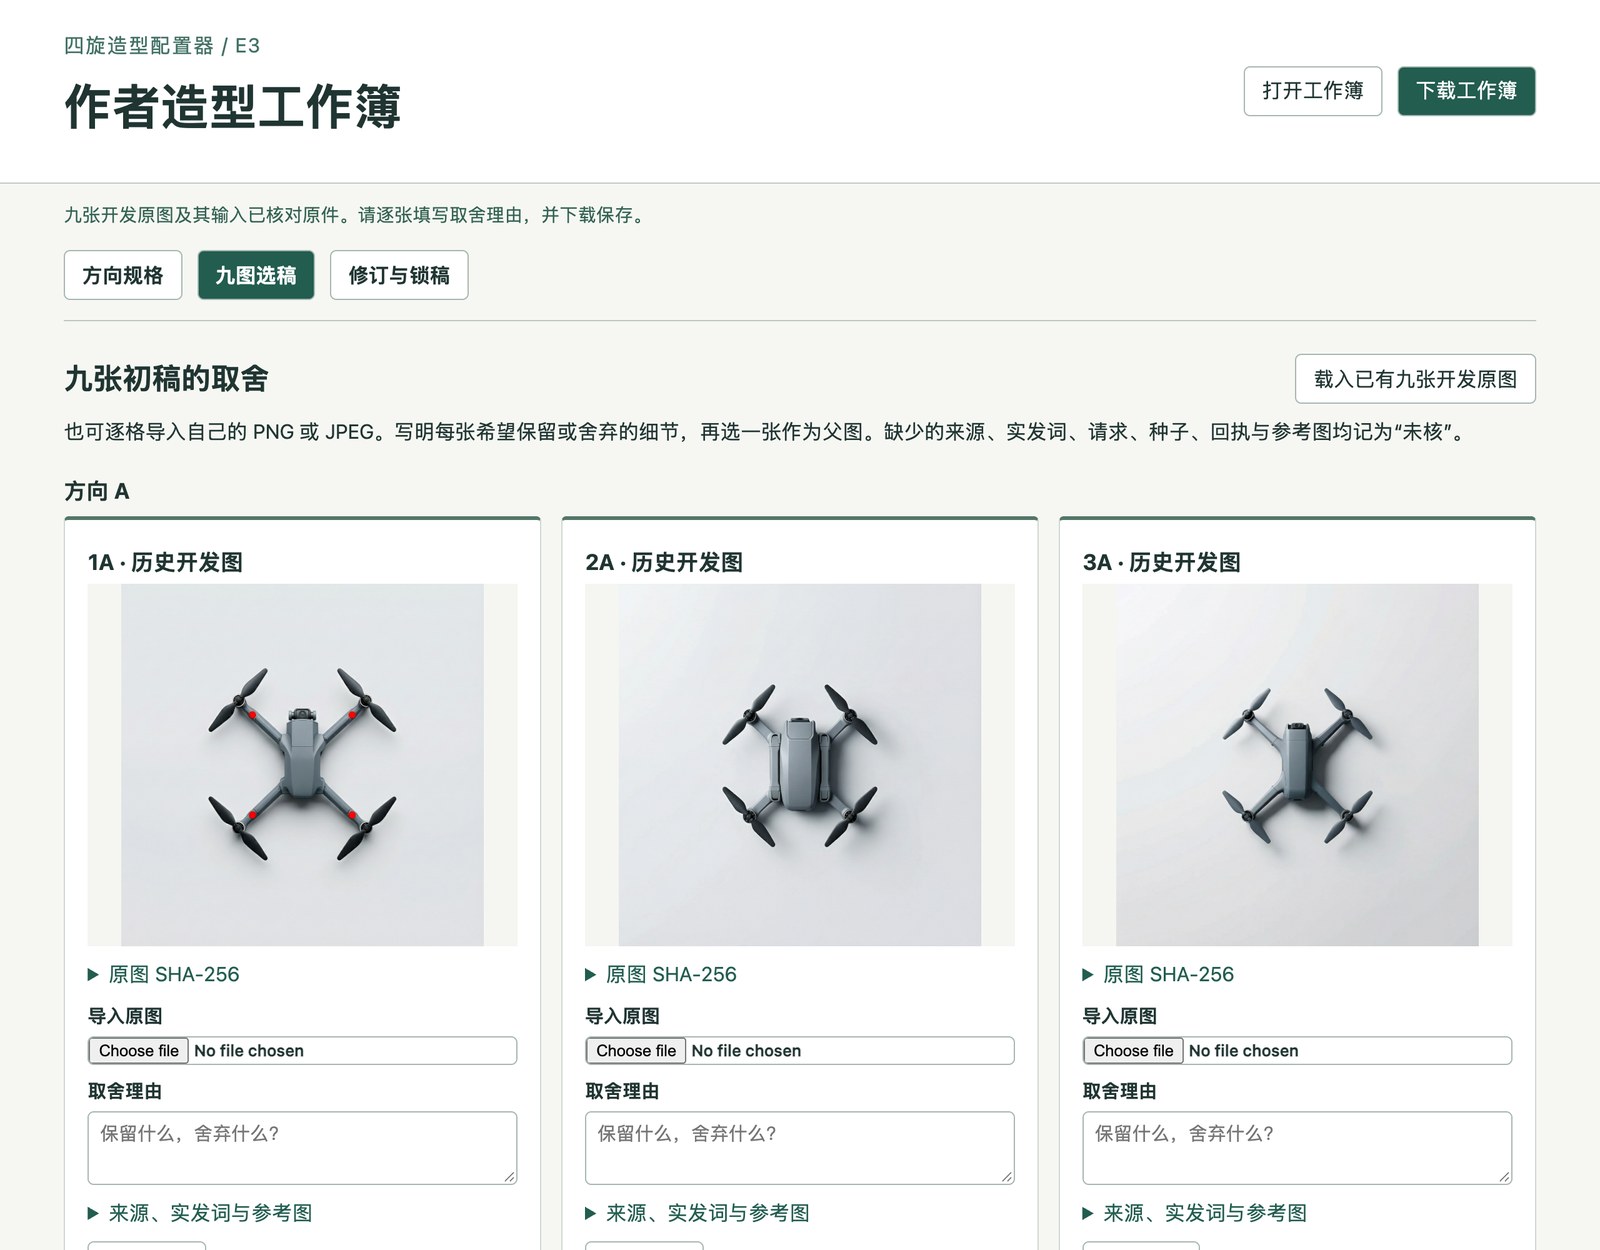 四旋造型配置器 / E3
作者造型工作簿
打开工作簿
下载工作簿
九张开发原图及其输入已核对原件。请逐张填写取舍理由，并下载保存。
方向规格
九图选稿
修订与锁稿
九张初稿的取舍
载入已有九张开发原图
也可逐格导入自己的 PNG 或 JPEG。写明每张希望保留或舍弃的细节，再选一张作为父图。缺少的来源、实发词、请求、种子、回执与参考图均记为“未核”。
方向 A
1A · 历史开发图
2A · 历史开发图
3A · 历史开发图
原图 SHA-256
原图 SHA-256
原图 SHA-256
导入原图
导入原图
导入原图
Choose file No file chosen
Choose file No file chosen
Choose file No file chosen
取舍理由
取舍理由
取舍理由
保留什么，舍弃什么?
保留什么，舍弃什么?
保留什么，舍弃什么?
来源、实发词与参考图
来源、实发词与参考图
来源、实发词与参考图